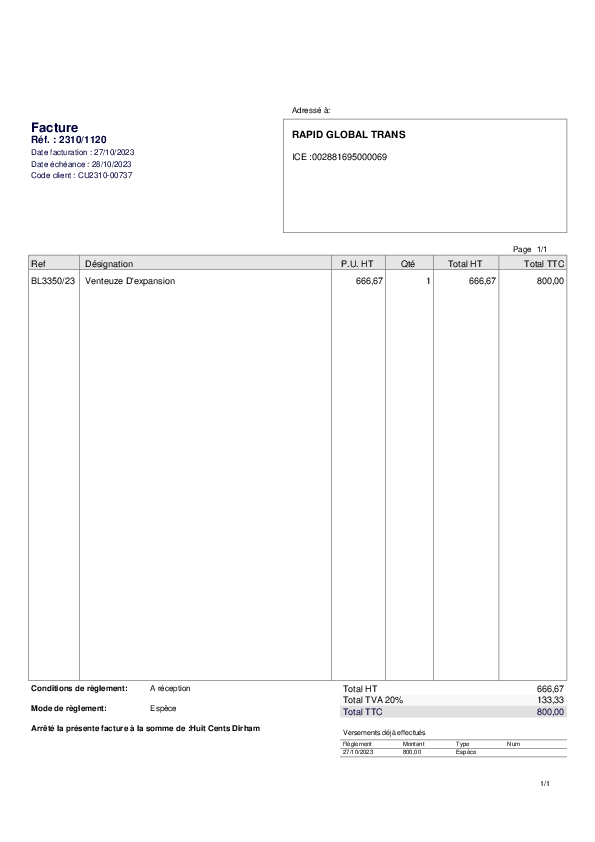 Adressé à:
Facture
Réf. : 2310/1120
Date facturation : 27/10/2023
Date échéance : 28/10/2023
Code client : CU2310-00737
RAPID GLOBAL TRANS
ICE :002881695000069
Page 1/1
Ref Désignation P.U. HT Qté Total HT Total TTC
BL3350/23 Venteuze D'expansion 666,67 1 666,67 800,00
Conditions de règlement: A réception
Mode de règlement: Espèce
Arrêté la présente facture à la somme de :Huit Cents Dirham
Total HT 666,67
Total TVA 20% 133,33
Total TTC 800,00
Versements déjà effectués
Règlement Montant Type Num
27/10/2023 800,00 Espèce
1/1